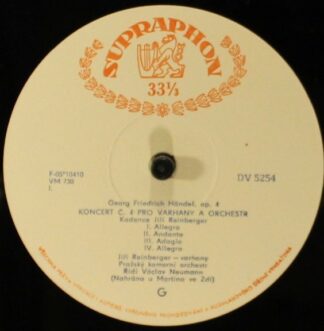 SUPRAPHON
33⅓
F-05*10410
VM 730
I.
DV 5254
Georg Friedrich Händel, op. 4
KONCERT Č. 4 PRO VARHANY A ORCHESTR
Kadence Jiří Reinberger
I. Allegro
II. Andante
III. Adagio
IV. Allegro
Jiří Reinberger — varhany
Pražský komorní orchestr
Řídí Václav Neumann
(Nahráno u Martina ve Zdi)
G